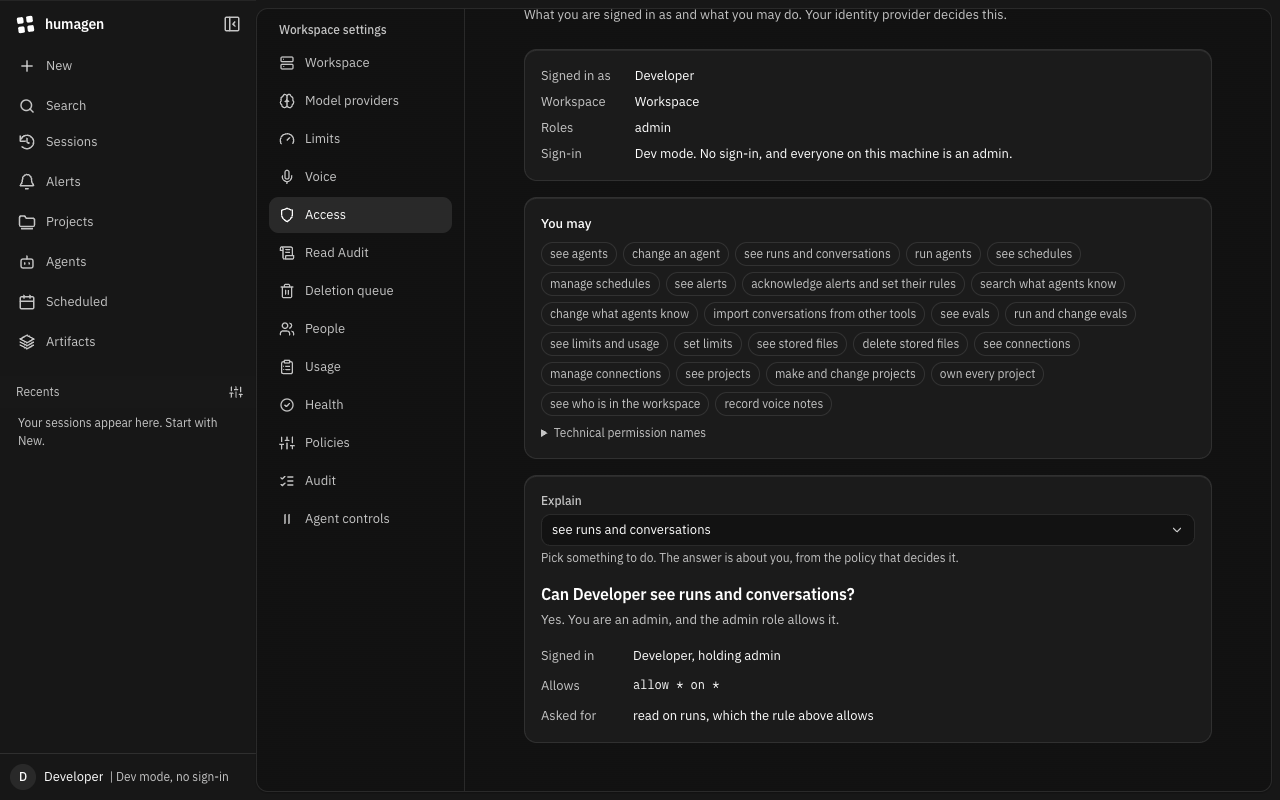 humagen
New
Search
Sessions
Alerts
Projects
Agents
Scheduled
Artifacts
Recents
Your sessions appear here. Start with
New.
D Developer | Dev mode, no sign-in
Workspace settings
Workspace
Model providers
Limits
Voice
Access
Read Audit
Deletion queue
People
Usage
Health
Policies
Audit
Agent controls
What you are signed in as and what you may do. Your identity provider decides this.
Signed in as Developer
Workspace Workspace
Roles admin
Sign-in Dev mode. No sign-in, and everyone on this machine is an admin.
You may
see agents change an agent see runs and conversations run agents see schedules
manage schedules see alerts acknowledge alerts and set their rules search what agents know
change what agents know import conversations from other tools see evals run and change evals
see limits and usage set limits see stored files delete stored files see connections
manage connections see projects make and change projects own every project
see who is in the workspace record voice notes
Technical permission names
Explain
see runs and conversations
Pick something to do. The answer is about you, from the policy that decides it.
Can Developer see runs and conversations?
Yes. You are an admin, and the admin role allows it.
Signed in Developer, holding admin
Allows allow * on *
Asked for read on runs, which the rule above allows